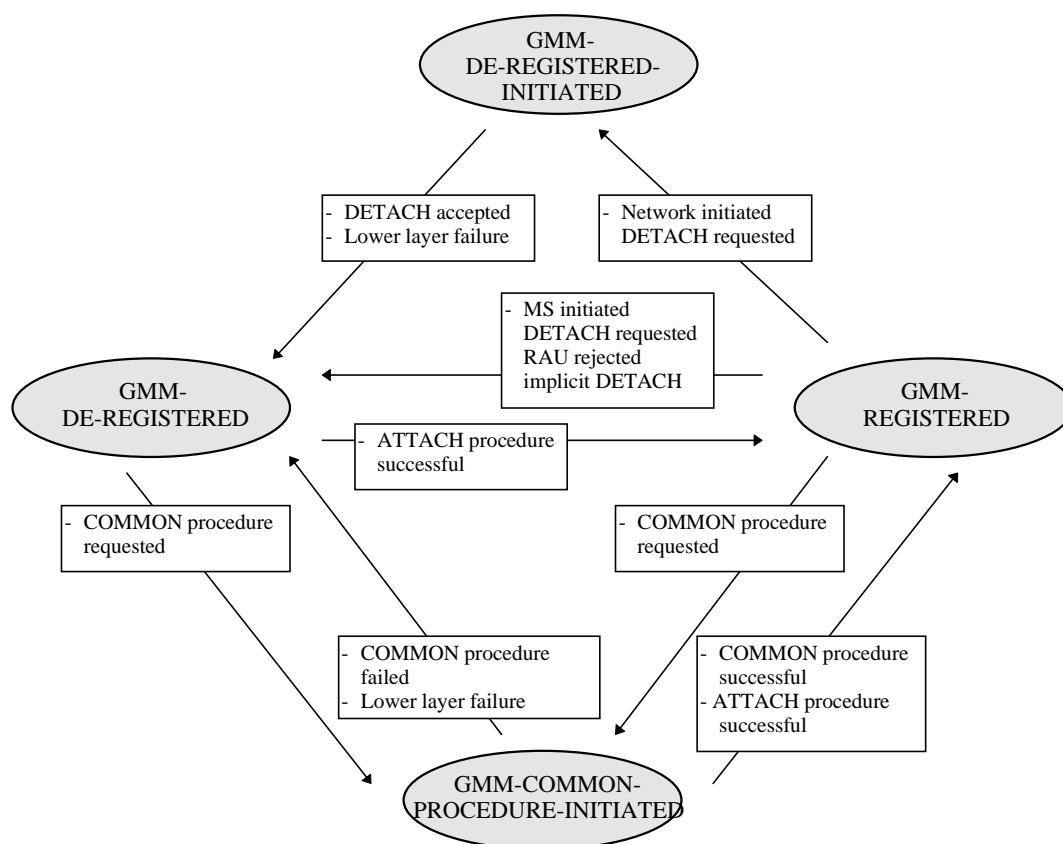 GMM-
DE-REGISTERED-
INITIATED
- DETACH accepted
- Lower layer failure
- Network initiated
DETACH requested
- MS initiated
DETACH requested
RAU rejected
implicit DETACH
GMM-
DE-REGISTERED
GMM-
REGISTERED
- ATTACH procedure
successful
- COMMON procedure
requested
- COMMON procedure
requested
- COMMON procedure
failed
- Lower layer failure
- COMMON procedure
successful
- ATTACH procedure
successful
GMM-COMMON-
PROCEDURE-INITIATED